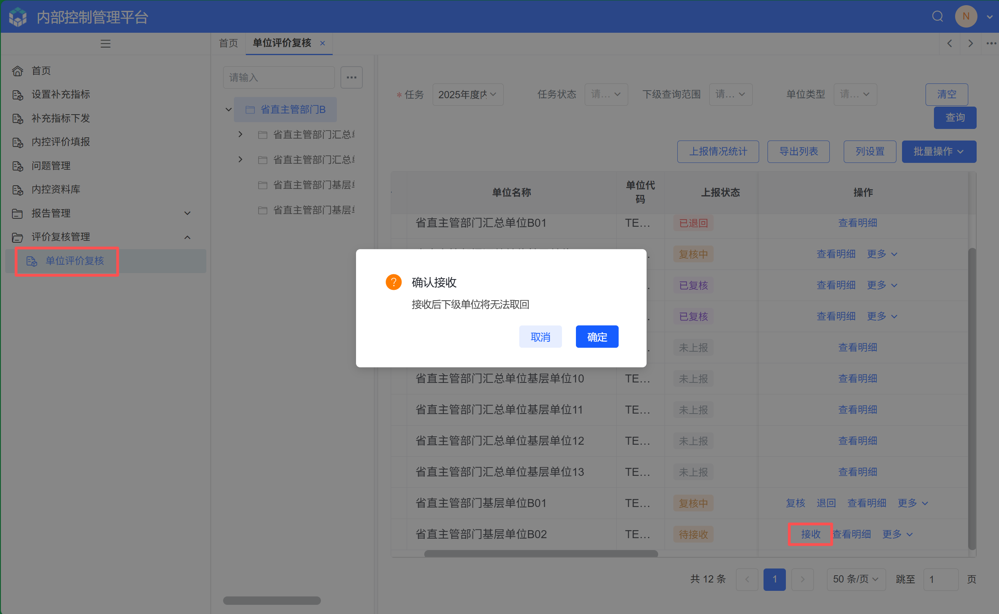 内部控制管理平台
N
首页
单位评价复核 ×
首页
设置补充指标
补充指标下发
内控评价填报
问题管理
内控资料库
报告管理
评价复核管理
单位评价复核
请输入
省直主管部门B
省直主管部门汇总
省直主管部门汇总
省直主管部门基层
省直主管部门基层
* 任务 2025年度内 任务状态 请... 下级查询范围 请... 单位类型 请... 清空
查询
上报情况统计 导出列表 列设置 批量操作
单位名称 单位代码 上报状态 操作
省直主管部门汇总单位B01 TE... 已退回 查看明细
复核中 查看明细 更多
已复核 查看明细 更多
已复核 查看明细 更多
未上报 查看明细
省直主管部门汇总单位基层单位10 TE... 未上报 查看明细
省直主管部门汇总单位基层单位11 TE... 未上报 查看明细
省直主管部门汇总单位基层单位12 TE... 未上报 查看明细
省直主管部门汇总单位基层单位13 TE... 未上报 查看明细
省直主管部门基层单位B01 TE... 复核中 复核 退回 查看明细 更多
省直主管部门基层单位B02 TE... 待接收 接收 查看明细 更多
共 12 条 1 50 条/页 跳至 1 页
? 确认接收
接收后下级单位将无法取回
取消 确定